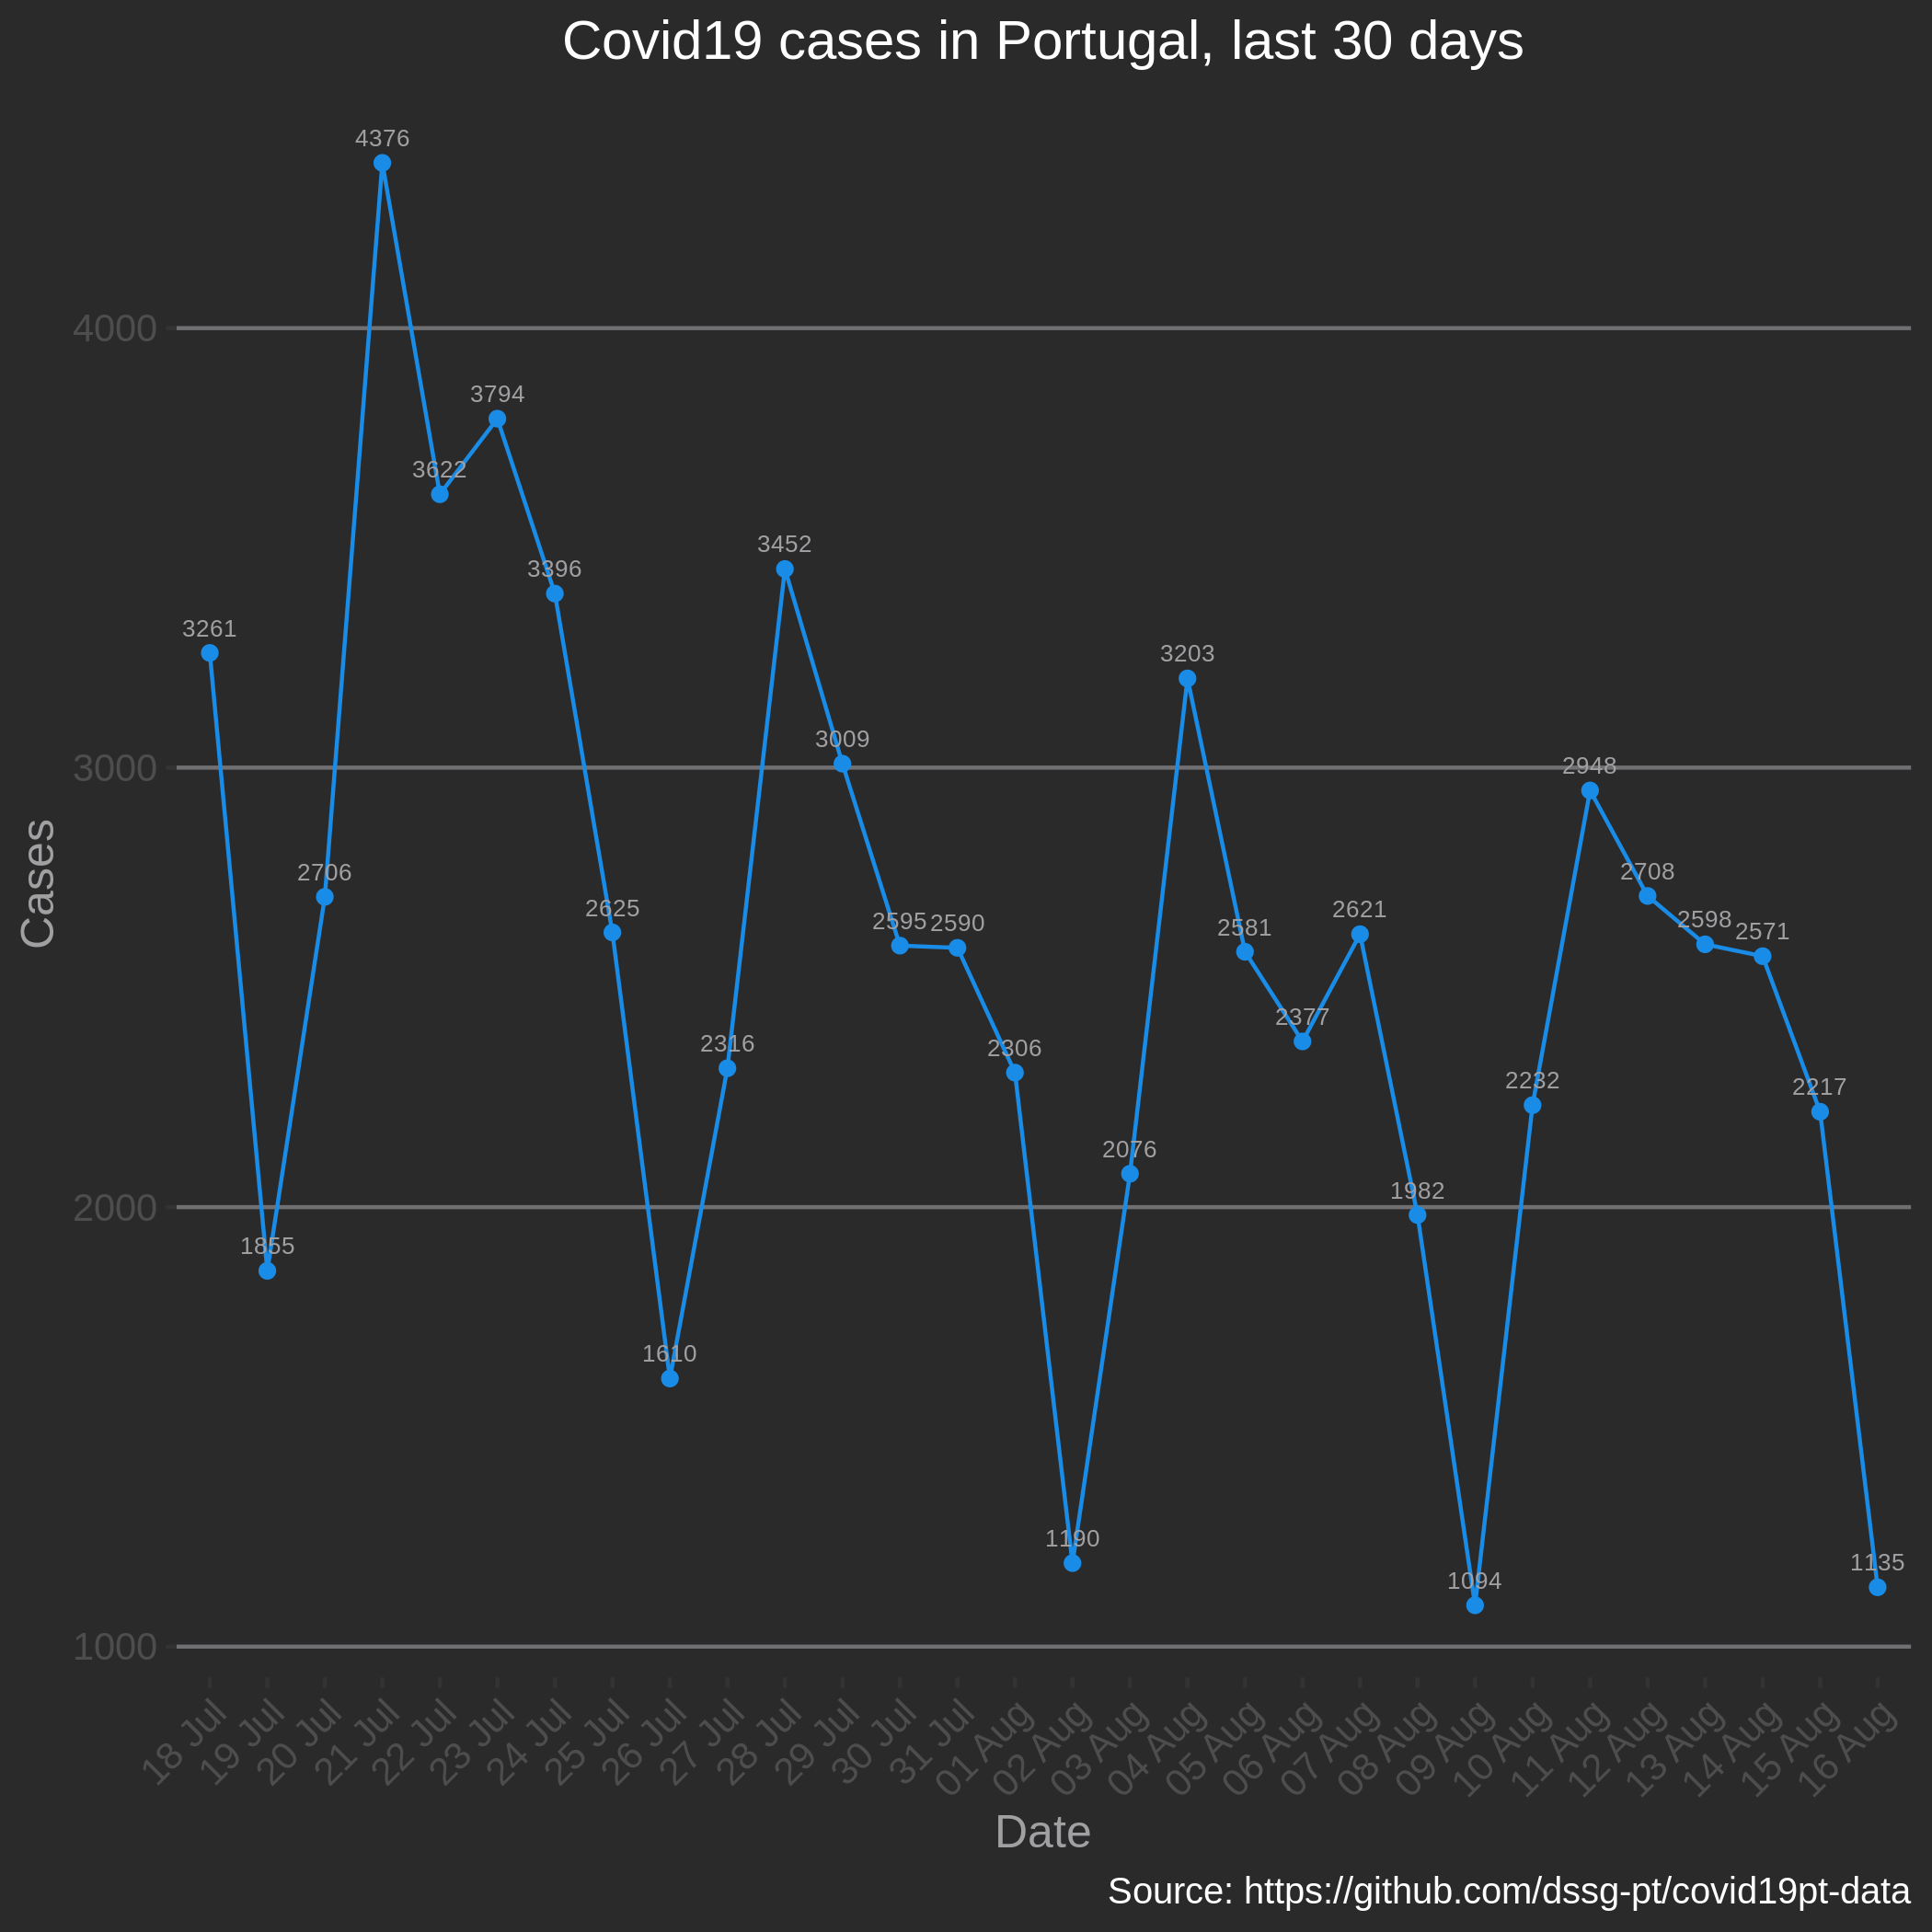 Covid19 cases in Portugal, last 30 days
4376
4000
3794
3622
3452
3396
3261
3203
3009
3000
2948
Cases
2706
2708
2625
2595
2590
2621
2598
2571
2581
2377
2316
2306
2232
2217
2076
2000
1982
1855
1610
1190
1135
1094
1000
18 Jul
19 Jul
20 Jul
21 Jul
22 Jul
23 Jul
24 Jul
25 Jul
26 Jul
27 Jul
28 Jul
29 Jul
30 Jul
31 Jul
01 Aug
02 Aug
03 Aug
04 Aug
05 Aug
06 Aug
07 Aug
08 Aug
09 Aug
10 Aug
11 Aug
12 Aug
13 Aug
14 Aug
15 Aug
16 Aug
Date
Source: https://github.com/dssg-pt/covid19pt-data